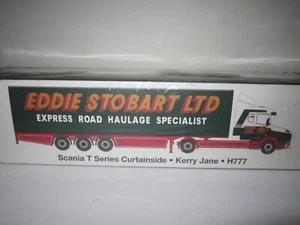 EDDIE STOBART LTD
EXPRESS ROAD HAULAGE SPECIALIST
Scania T Series Curtainside • Kerry Jane • H777